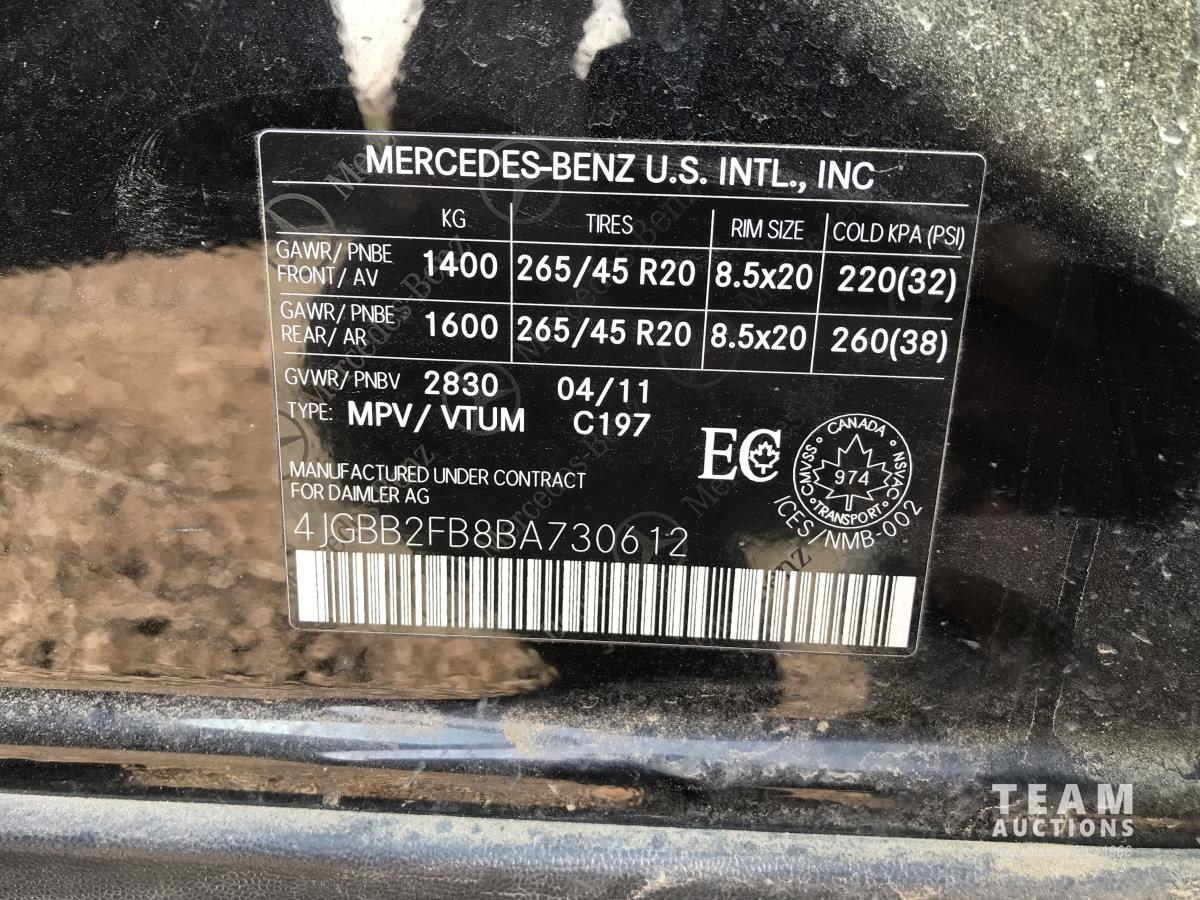 MERCEDES-BENZ U.S. INTL., INC
KG TIRES RIM SIZE COLD KPA (PSI)
GAWR/ PNBE
FRONT/ AV 1400 265/45 R20 8.5x20 220(32)
GAWR/ PNBE
REAR/ AR 1600 265/45 R20 8.5x20 260(38)
GVWR/ PNBV 2830 04/11
TYPE: MPV/ VTUM C197
MANUFACTURED UNDER CONTRACT
FOR DAIMLER AG
EC
CANADA
CMVSS 974 NSVAC
TRANSPORT
ICES/NMB-002
4JGBB2FB8BA730612
Mercedes-Benz
TEAM
AUCTIONS